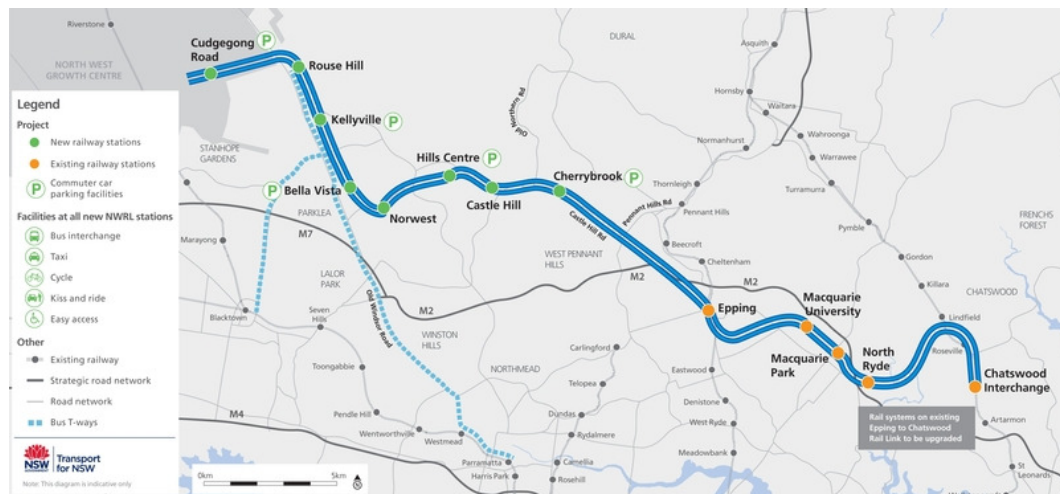 Riverstone
NORTH WEST
GROWTH CENTRE
Cudgegong
Road
P
Rouse Hill
Kellyville
P
STANHOPE
GARDENS
P
Bella Vista
PARKLEA
Norwest
Hills Centre
P
Castle Hill
Cherrybrook
P
DURAL
Old Northern Rd
Castle Hill Rd
Pennant Hills Rd
WEST PENNANT
HILLS
Asquith
Hornsby
Waitara
Normanhurst
Wahroonga
Warrawee
Thornleigh
Turramurra
Pennant Hills
Pymble
Beecroft
Cheltenham
Gordon
Killara
FRENCHS
FOREST
CHATSWOOD
Lindfield
Roseville
M2
M2
M2
M7
M4
Marayong
Blacktown
LALOR
PARK
Seven
Hills
Old Windsor Road
WINSTON
HILLS
Toongabbie
NORTHMEAD
Pendle Hill
Wentworthville
Westmead
Parramatta
Harris Park
Carlingford
Telopea
Dundas
Rydalmere
Camellia
Rosehill
Epping
Eastwood
Denistone
West Ryde
Meadowbank
Macquarie
University
Macquarie
Park
North
Ryde
Chatswood
Interchange
Artarmon
St
Leonards
Rail systems on existing
Epping to Chatswood
Rail Link to be upgraded
Legend
Project
New railway stations
Existing railway stations
P
Commuter car
parking facilities
Facilities at all new NWRL stations
Bus interchange
Taxi
Cycle
Kiss and ride
Easy access
Other
Existing railway
Strategic road network
Road network
Bus T-ways
NSW
GOVERNMENT
Transport
for NSW
Note: This diagram is indicative only
0km
5km